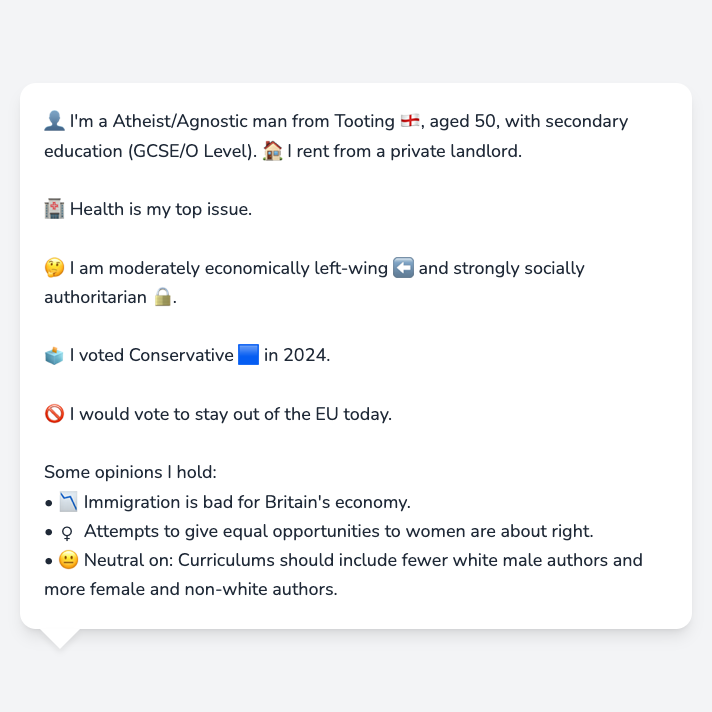 👤 I'm a Atheist/Agnostic man from Tooting 🏴󠁧󠁢󠁥󠁮󠁧󠁿, aged 50, with secondary
education (GCSE/O Level). 🏠 I rent from a private landlord.
🏥 Health is my top issue.
🤔 I am moderately economically left-wing ⬅️ and strongly socially
authoritarian 🔒.
🗳️ I voted Conservative 🟦 in 2024.
🚫 I would vote to stay out of the EU today.
Some opinions I hold:
• 📉 Immigration is bad for Britain's economy.
• ♀ Attempts to give equal opportunities to women are about right.
• 😐 Neutral on: Curriculums should include fewer white male authors and
more female and non-white authors.